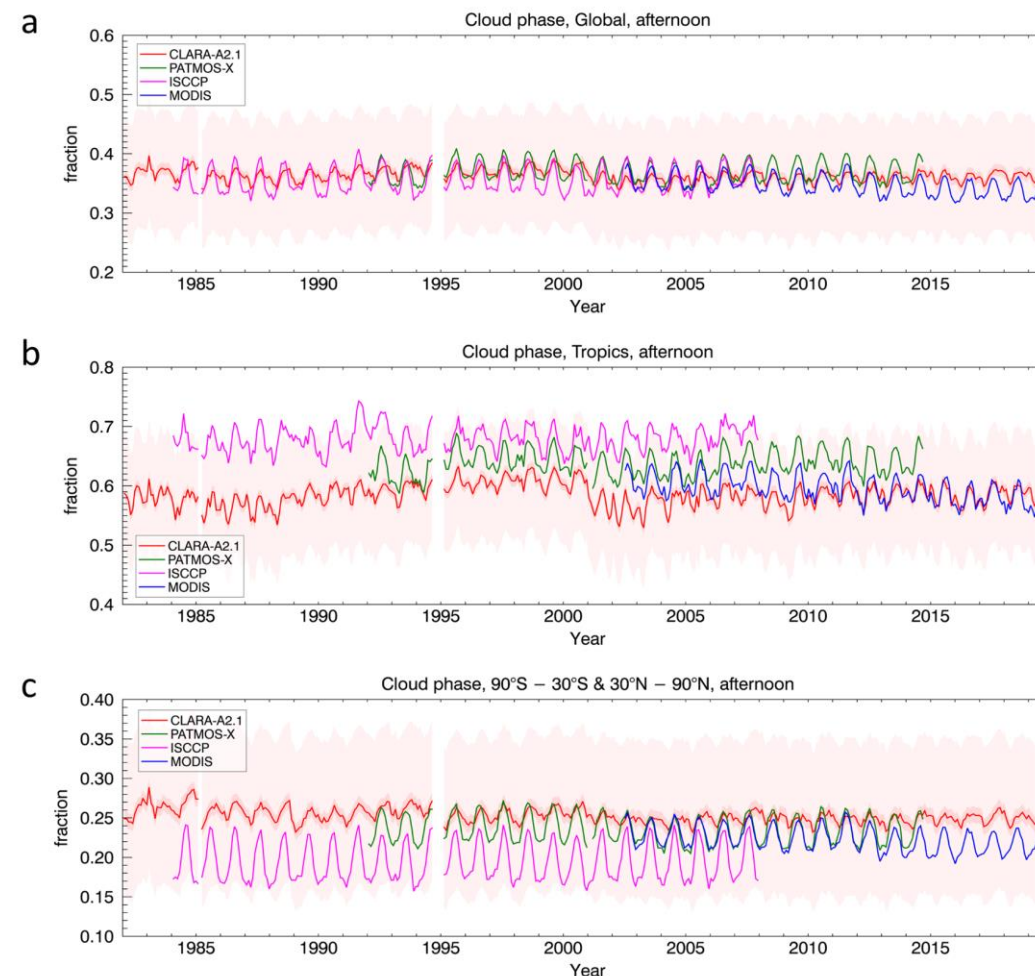 a
Cloud phase, Global, afternoon
0.6
0.5
0.4
0.3
0.2
fraction
CLARA-A2.1
PATMOS-X
ISCCP
MODIS
1985 1990 1995 2000 2005 2010 2015
Year
b
Cloud phase, Tropics, afternoon
0.8
0.7
0.6
0.5
0.4
fraction
CLARA-A2.1
PATMOS-X
ISCCP
MODIS
1985 1990 1995 2000 2005 2010 2015
Year
c
Cloud phase, 90°S − 30°S & 30°N − 90°N, afternoon
0.40
0.35
0.30
0.25
0.20
0.15
0.10
fraction
CLARA-A2.1
PATMOS-X
ISCCP
MODIS
1985 1990 1995 2000 2005 2010 2015
Year